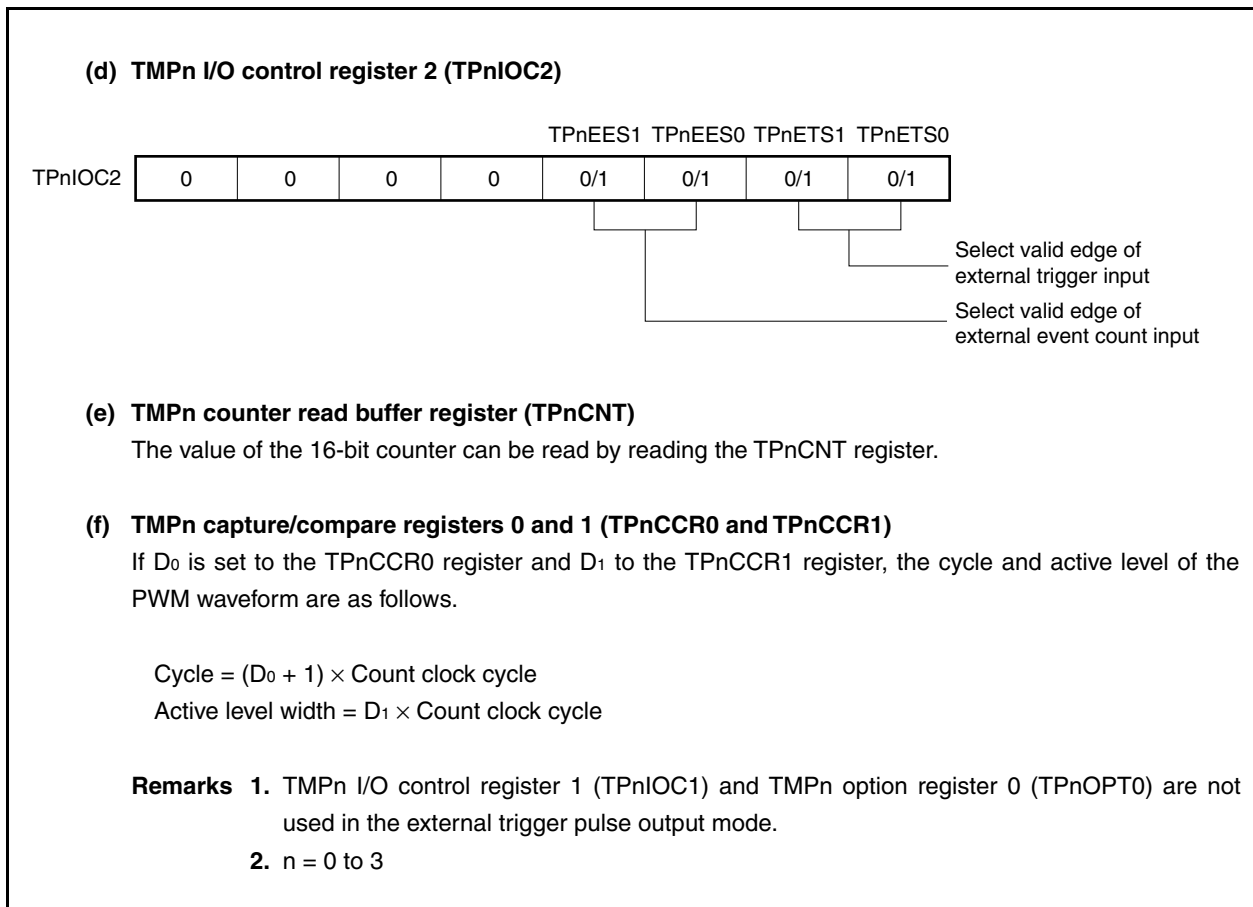 (d) TMPn I/O control register 2 (TPnIOC2)
TPnEES1 TPnEES0 TPnETS1 TPnETS0
TPnIOC2 0 0 0 0 0/1 0/1 0/1 0/1
Select valid edge of
external trigger input
Select valid edge of
external event count input
(e) TMPn counter read buffer register (TPnCNT)
The value of the 16-bit counter can be read by reading the TPnCNT register.
(f) TMPn capture/compare registers 0 and 1 (TPnCCR0 and TPnCCR1)
If D0 is set to the TPnCCR0 register and D1 to the TPnCCR1 register, the cycle and active level of the
PWM waveform are as follows.
Cycle = (D0 + 1) × Count clock cycle
Active level width = D1 × Count clock cycle
Remarks 1. TMPn I/O control register 1 (TPnIOC1) and TMPn option register 0 (TPnOPT0) are not
used in the external trigger pulse output mode.
2. n = 0 to 3